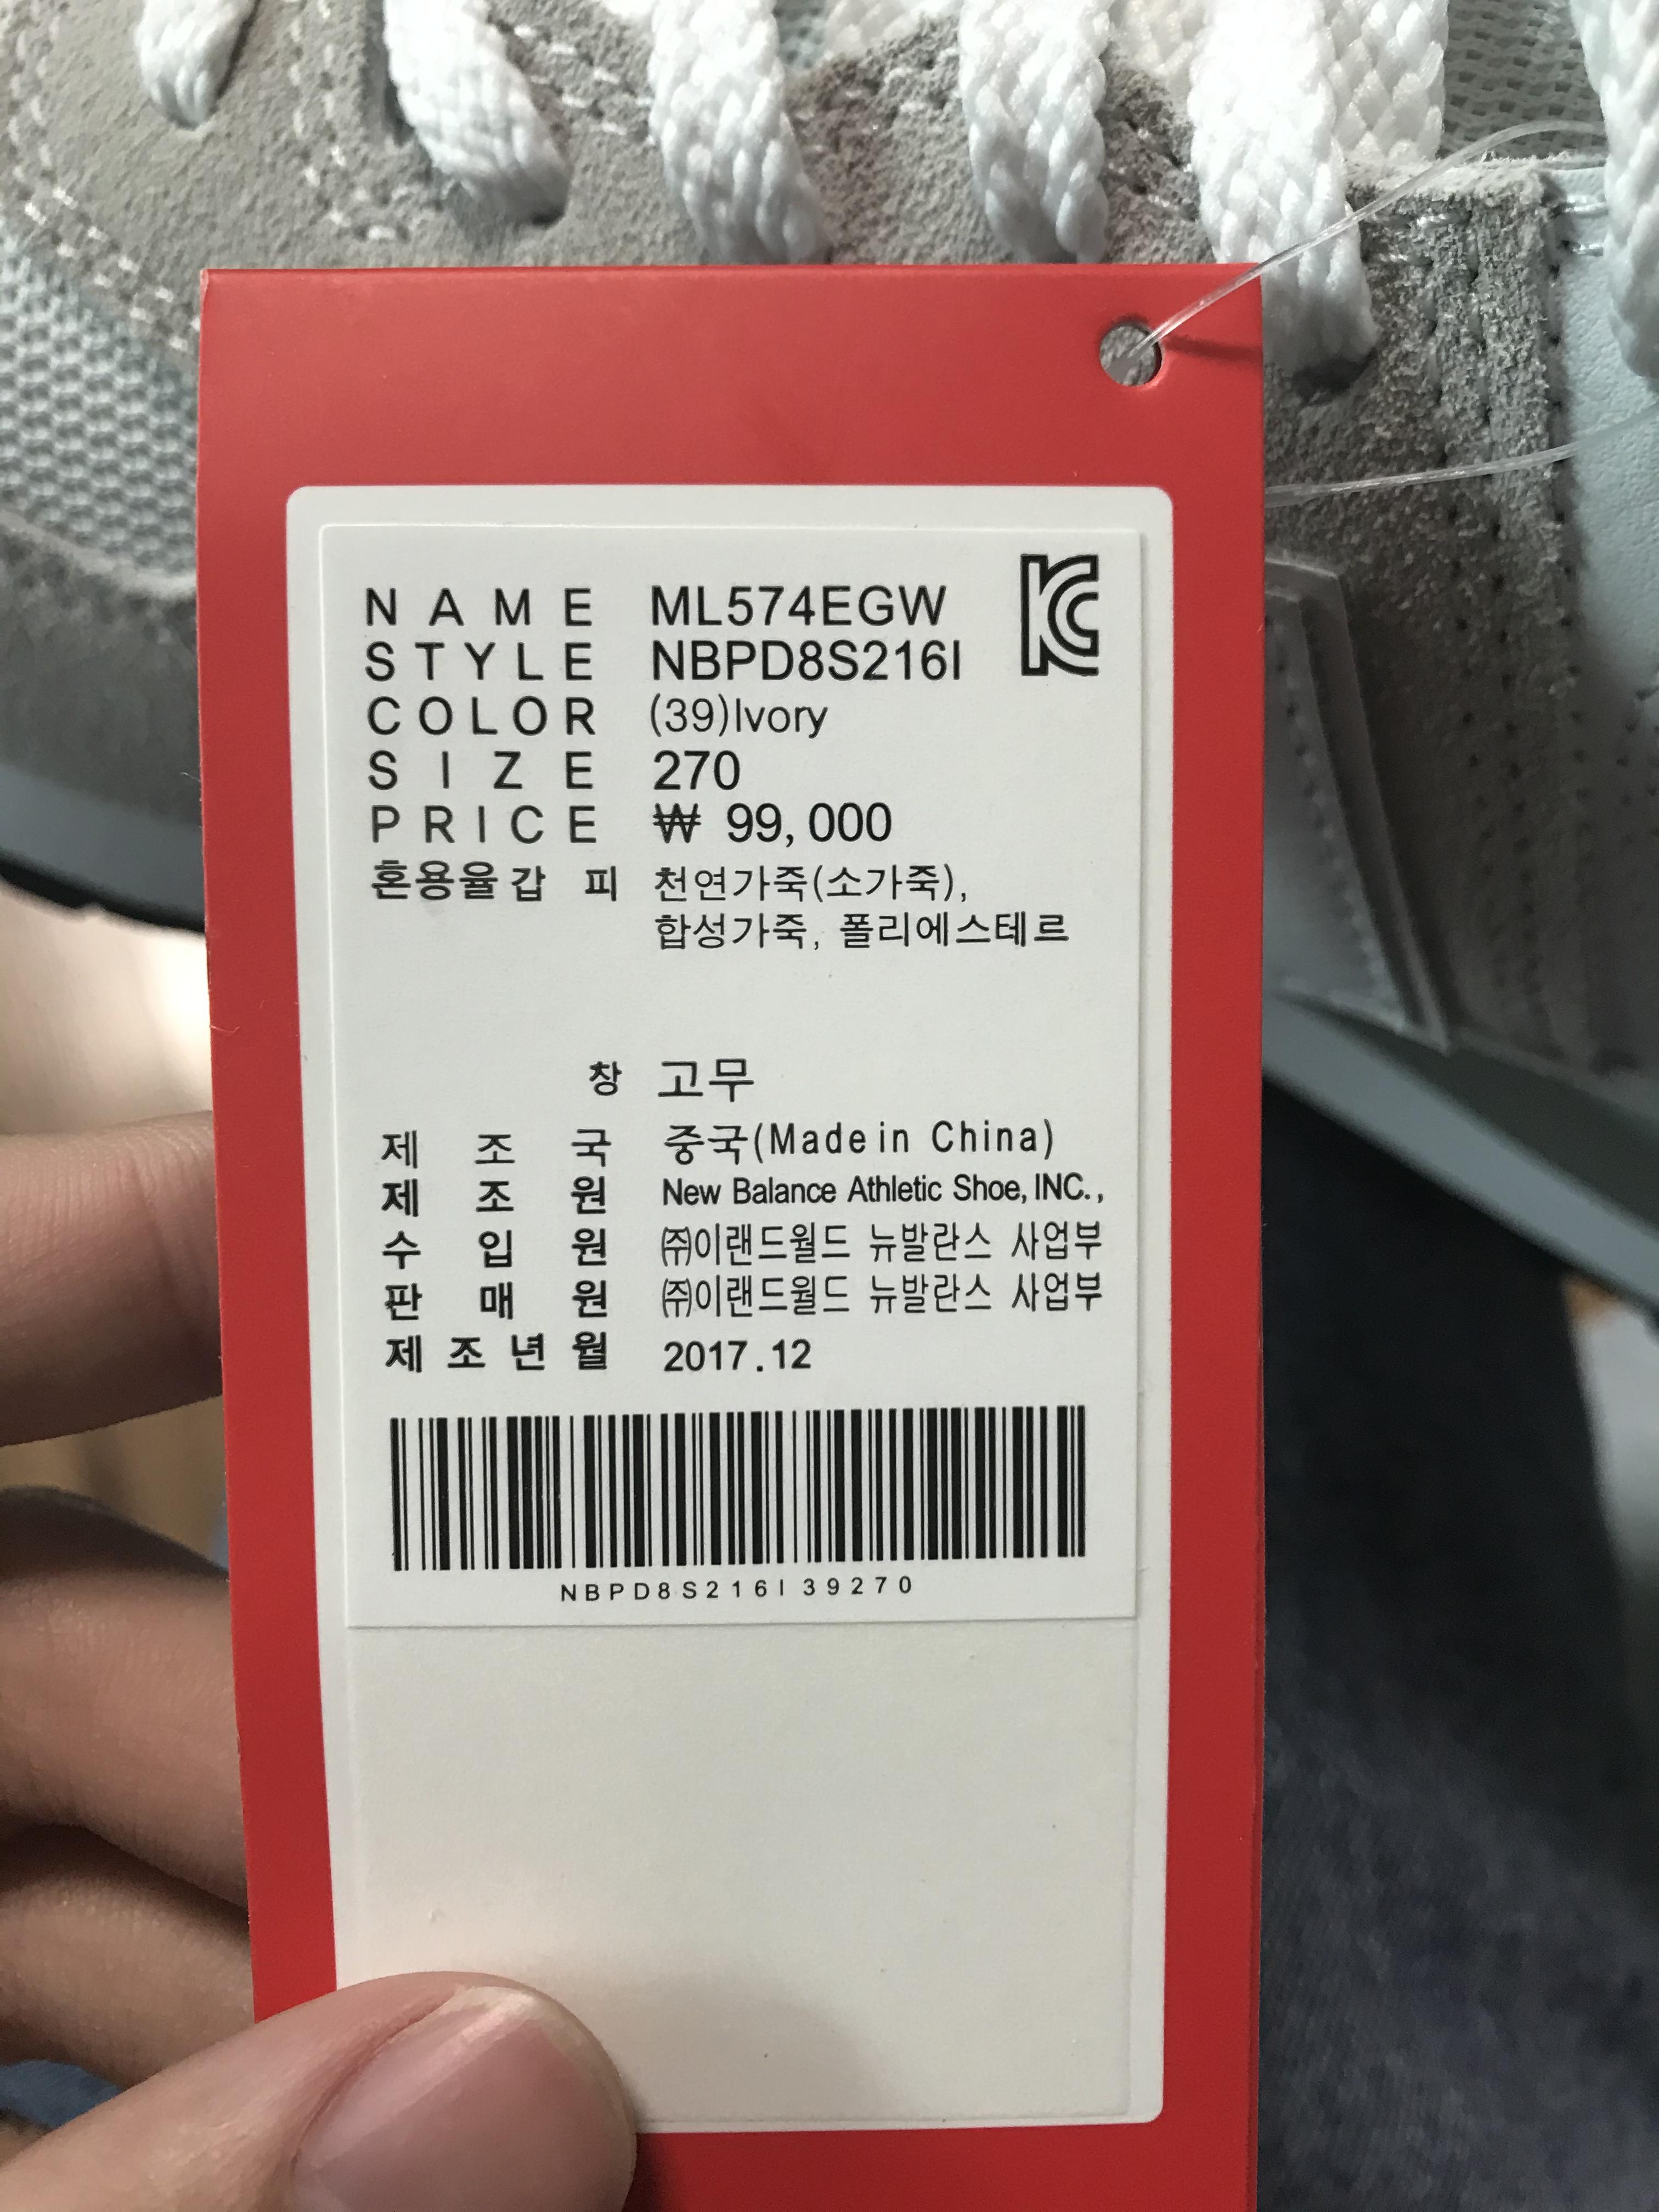 NAME ML574EGW
STYLE NBPD8S216I
COLOR (39)Ivory
SIZE 270
PRICE ₩ 99,000
혼용율 갑 피 천연가죽(소가죽),
합성가죽, 폴리에스테르
창 고무
제 조 국 중국(Made in China)
제 조 원 New Balance Athletic Shoe, INC.,
수 입 원 ㈜이랜드월드 뉴발란스 사업부
판 매 원 ㈜이랜드월드 뉴발란스 사업부
제 조 년 월 2017.12
NBPD8S216I39270